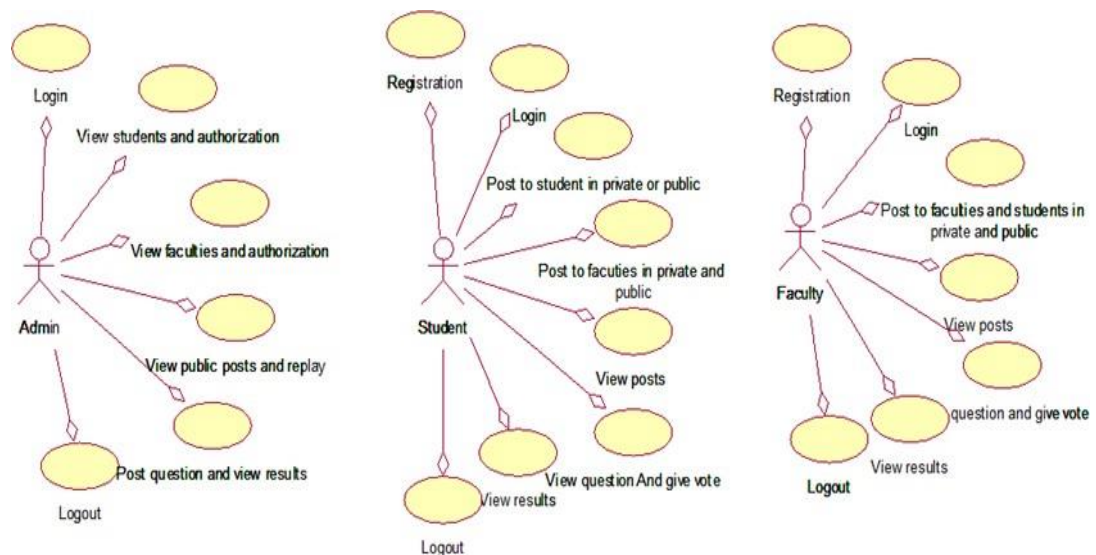 Login
View students and authorization
View faculties and authorization
Admin
View public posts and replay
Post question and view results
Logout
Registration
Login
Post to student in private or public
Post to facuties in private and
public
Student
View posts
View question And give vote
View results
Logout
Registration
Login
Post to faculties and students in
private and public
Faculty
View posts
question and give vote
View results
Logout